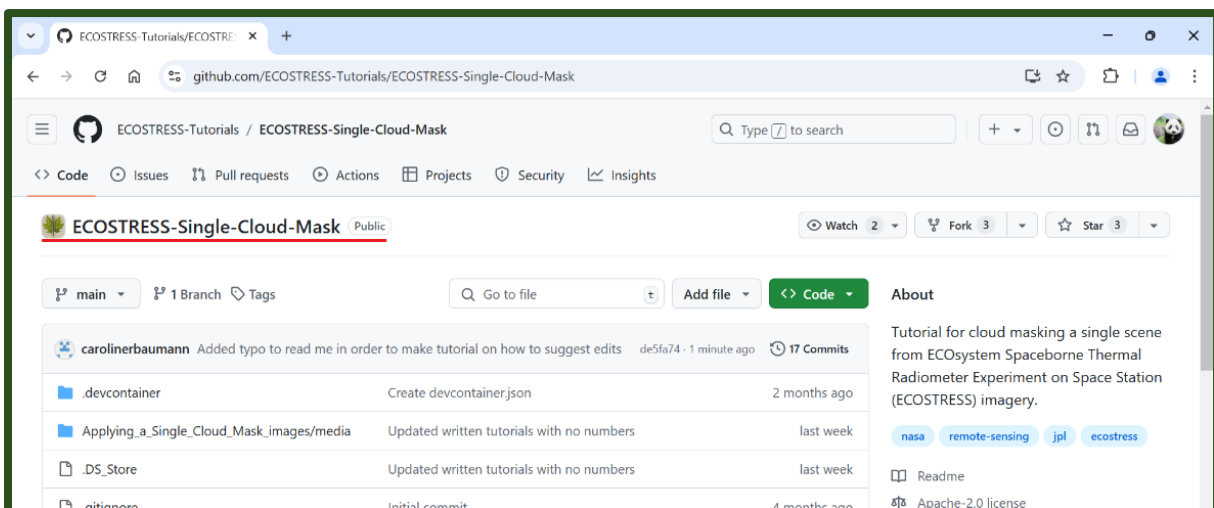 ECOSTRESS-Tutorials/ECOSTRE
github.com/ECOSTRESS-Tutorials/ECOSTRESS-Single-Cloud-Mask
ECOSTRESS-Tutorials / ECOSTRESS-Single-Cloud-Mask
Type / to search
Code Issues Pull requests Actions Projects Security Insights
ECOSTRESS-Single-Cloud-Mask Public
Watch 2 Fork 3 Star 3
main 1 Branch Tags Go to file t Add file Code
About
Tutorial for cloud masking a single scene
from ECOsystem Spaceborne Thermal
Radiometer Experiment on Space Station
(ECOSTRESS) imagery.
nasa remote-sensing jpl ecostress
Readme
Apache-2.0 license
carolinerbaumann Added typo to read me in order to make tutorial on how to suggest edits de5fa74 · 1 minute ago 17 Commits
.devcontainer Create devcontainer.json 2 months ago
Applying_a_Single_Cloud_Mask_images/media Updated written tutorials with no numbers last week
.DS_Store Updated written tutorials with no numbers last week
.gitignore Initial commit 4 months ago